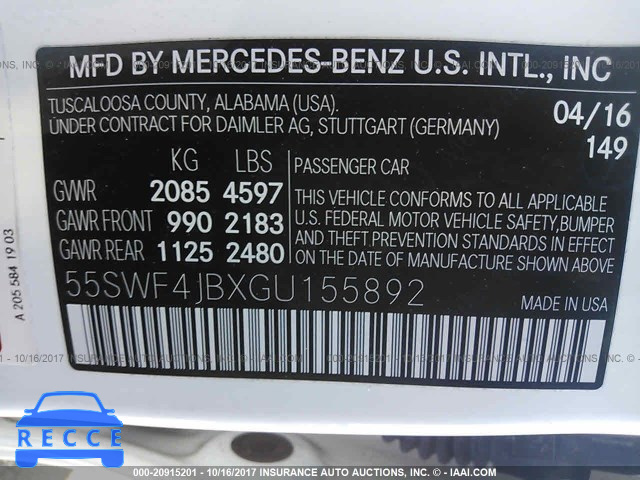 MFD BY MERCEDES-BENZ U.S. INTL., INC
TUSCALOOSA COUNTY, ALABAMA (USA).
UNDER CONTRACT FOR DAIMLER AG, STUTTGART (GERMANY)
04/16
149
KG LBS
GWR 2085 4597
GAWR FRONT 990 2183
GAWR REAR 1125 2480
PASSENGER CAR
THIS VEHICLE CONFORMS TO ALL APPLICABLE
U.S. FEDERAL MOTOR VEHICLE SAFETY, BUMPER
AND THEFT PREVENTION STANDARDS IN EFFECT
ON THE DATE OF MANUFACTURE SHOWN ABOVE
55SWF4JBXGU155892
MADE IN USA
A 205 584 19 03
RECCE
000-20915201 - 10/16/2017 INSURANCE AUTO AUCTIONS, INC. - IAAI.COM